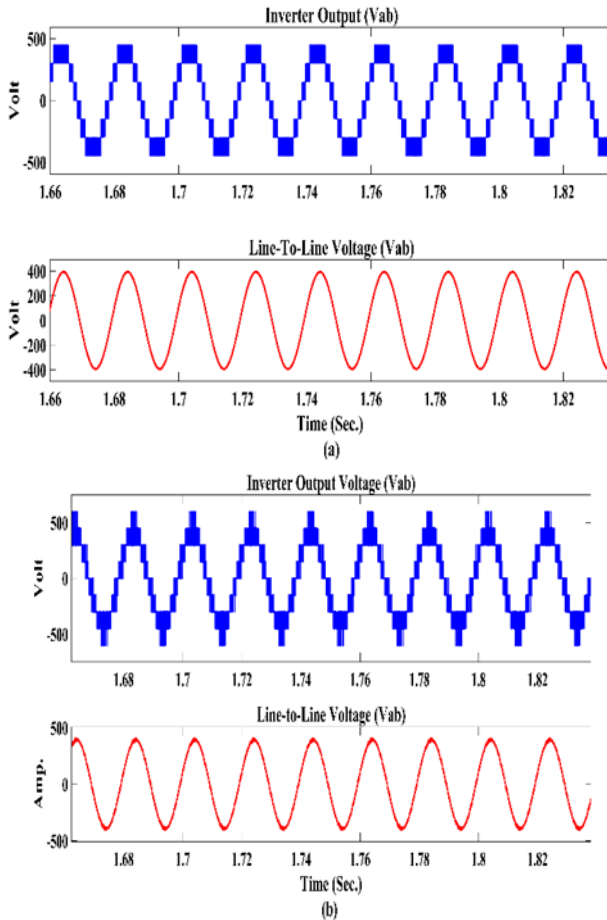 Inverter Output (Vab)
Volt
500
0
-500
1.66 1.68 1.7 1.72 1.74 1.76 1.78 1.8 1.82
Line-To-Line Voltage (Vab)
Volt
400
200
0
-200
-400
1.66 1.68 1.7 1.72 1.74 1.76 1.78 1.8 1.82
Time (Sec.)
(a)
Inverter Output Voltage (Vab)
Volt
500
0
-500
1.68 1.7 1.72 1.74 1.76 1.78 1.8 1.82
Line-to-Line Voltage (Vab)
Amp.
500
0
-500
1.68 1.7 1.72 1.74 1.76 1.78 1.8 1.82
Time (Sec.)
(b)